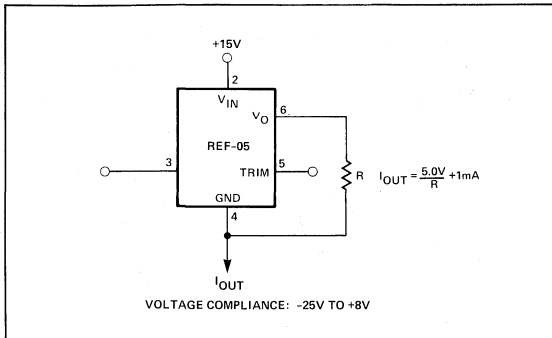 +15V
2
V_IN
V_O
6
REF-05
3
TRIM
5
R
I_OUT = 5.0V/R +1mA
GND
4
I_OUT
VOLTAGE COMPLIANCE: -25V TO +8V